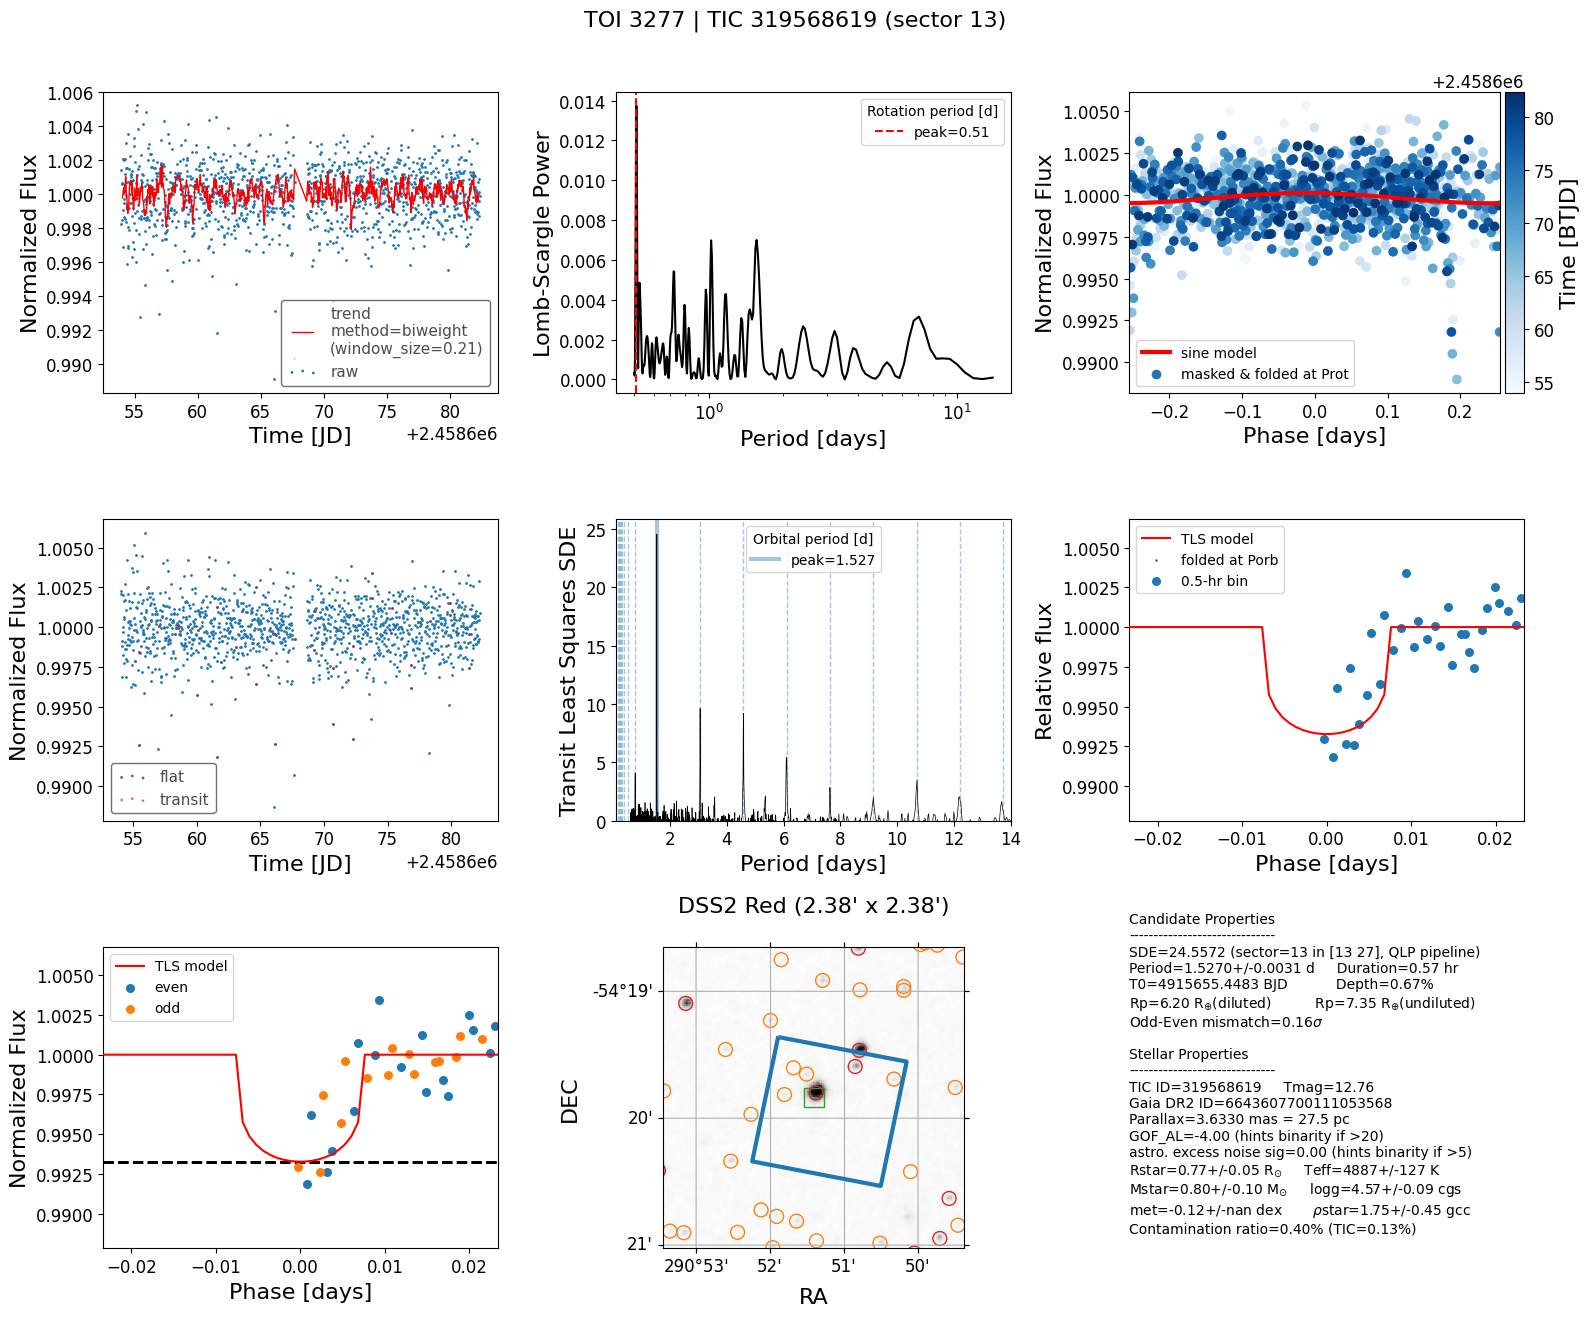 TOI 3277 | TIC 319568619 (sector 13)
Normalized Flux
1.006
1.004
1.002
1.000
0.998
0.996
0.994
0.992
0.990
trend
method=biweight
(window_size=0.21)
raw
55 60 65 70 75 80
Time [JD]
+2.4586e6
Lomb-Scargle Power
0.014
0.012
0.010
0.008
0.006
0.004
0.002
0.000
Rotation period [d]
peak=0.51
10^0 10^1
Period [days]
Normalized Flux
1.0050
1.0025
1.0000
0.9975
0.9950
0.9925
0.9900
sine model
masked & folded at Prot
−0.2 −0.1 0.0 0.1 0.2
Phase [days]
+2.4586e6
80
75
70
65
60
55
Time [BTJD]
Normalized Flux
1.0050
1.0025
1.0000
0.9975
0.9950
0.9925
0.9900
flat
transit
55 60 65 70 75 80
Time [JD]
+2.4586e6
Transit Least Squares SDE
25
20
15
10
5
0
Orbital period [d]
peak=1.527
2 4 6 8 10 12 14
Period [days]
Relative flux
1.0050
1.0025
1.0000
0.9975
0.9950
0.9925
0.9900
TLS model
folded at Porb
0.5-hr bin
−0.02 −0.01 0.00 0.01 0.02
Phase [days]
Normalized Flux
1.0050
1.0025
1.0000
0.9975
0.9950
0.9925
0.9900
TLS model
even
odd
−0.02 −0.01 0.00 0.01 0.02
Phase [days]
DSS2 Red (2.38' x 2.38')
DEC
-54°19'
20'
21'
290°53' 52' 51' 50'
RA
Candidate Properties
------------------------------
SDE=24.5572 (sector=13 in [13 27], QLP pipeline)
Period=1.5270+/-0.0031 d Duration=0.57 hr
T0=4915655.4483 BJD Depth=0.67%
Rp=6.20 R⊕(diluted) Rp=7.35 R⊕(undiluted)
Odd-Even mismatch=0.16σ
Stellar Properties
------------------------------
TIC ID=319568619 Tmag=12.76
Gaia DR2 ID=6643607700111053568
Parallax=3.6330 mas = 27.5 pc
GOF_AL=-4.00 (hints binarity if >20)
astro. excess noise sig=0.00 (hints binarity if >5)
Rstar=0.77+/-0.05 R⊙ Teff=4887+/-127 K
Mstar=0.80+/-0.10 M⊙ logg=4.57+/-0.09 cgs
met=-0.12+/-nan dex ρstar=1.75+/-0.45 gcc
Contamination ratio=0.40% (TIC=0.13%)